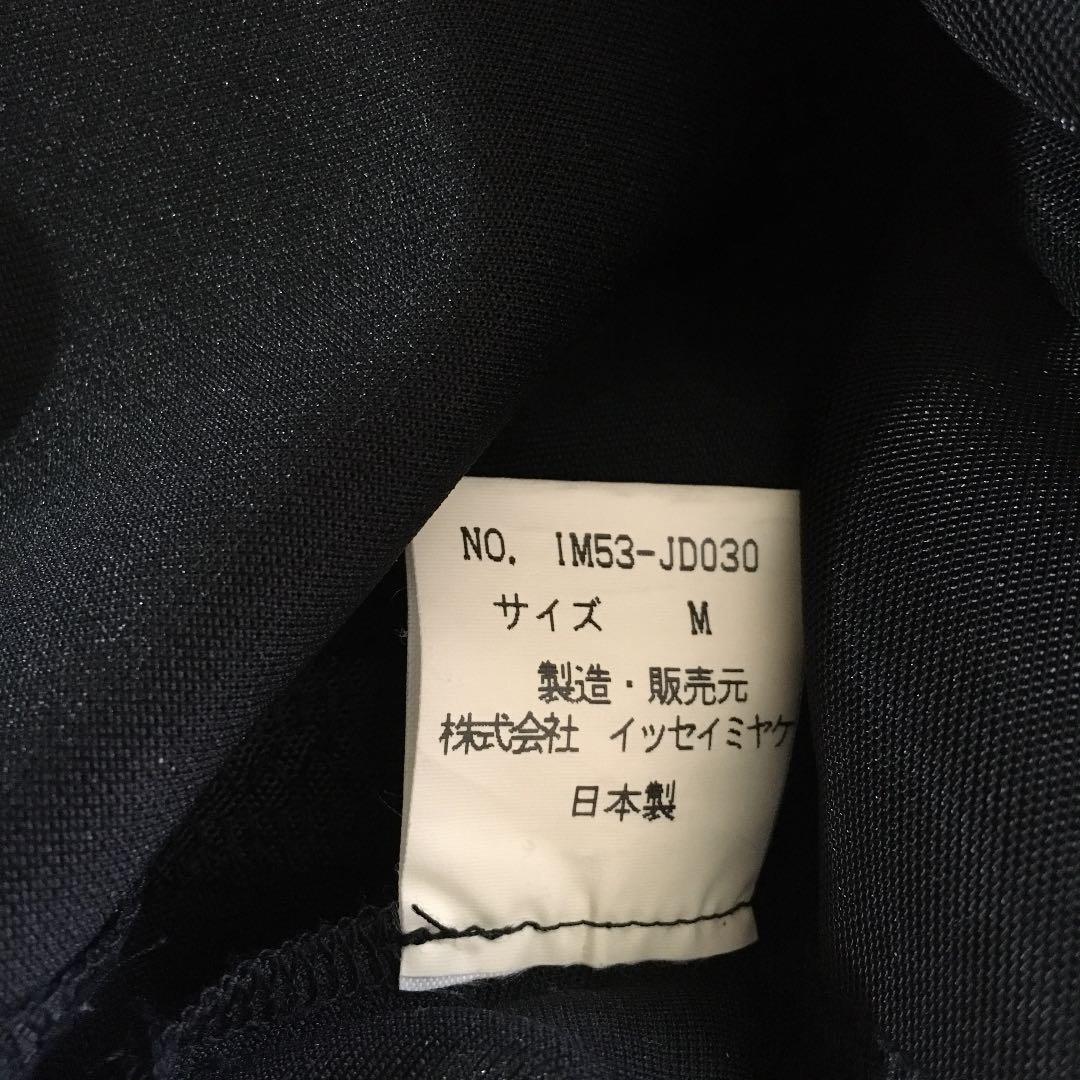 NO. IM53-JD030
サイズ M
製造・販売元
株式会社 イッセイミヤケ
日本製